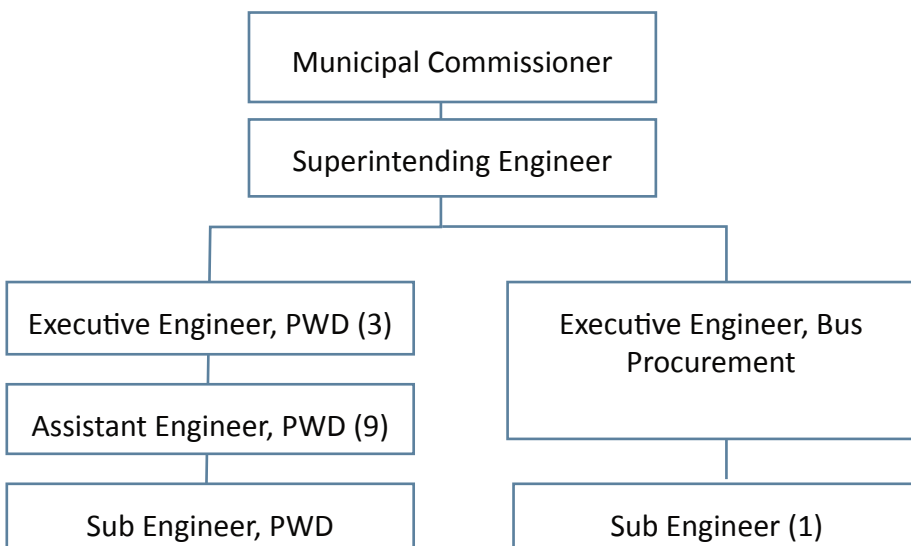 Municipal Commissioner
Superintending Engineer
Executive Engineer, PWD (3)
Assistant Engineer, PWD (9)
Sub Engineer, PWD
Executive Engineer, Bus
Procurement
Sub Engineer (1)